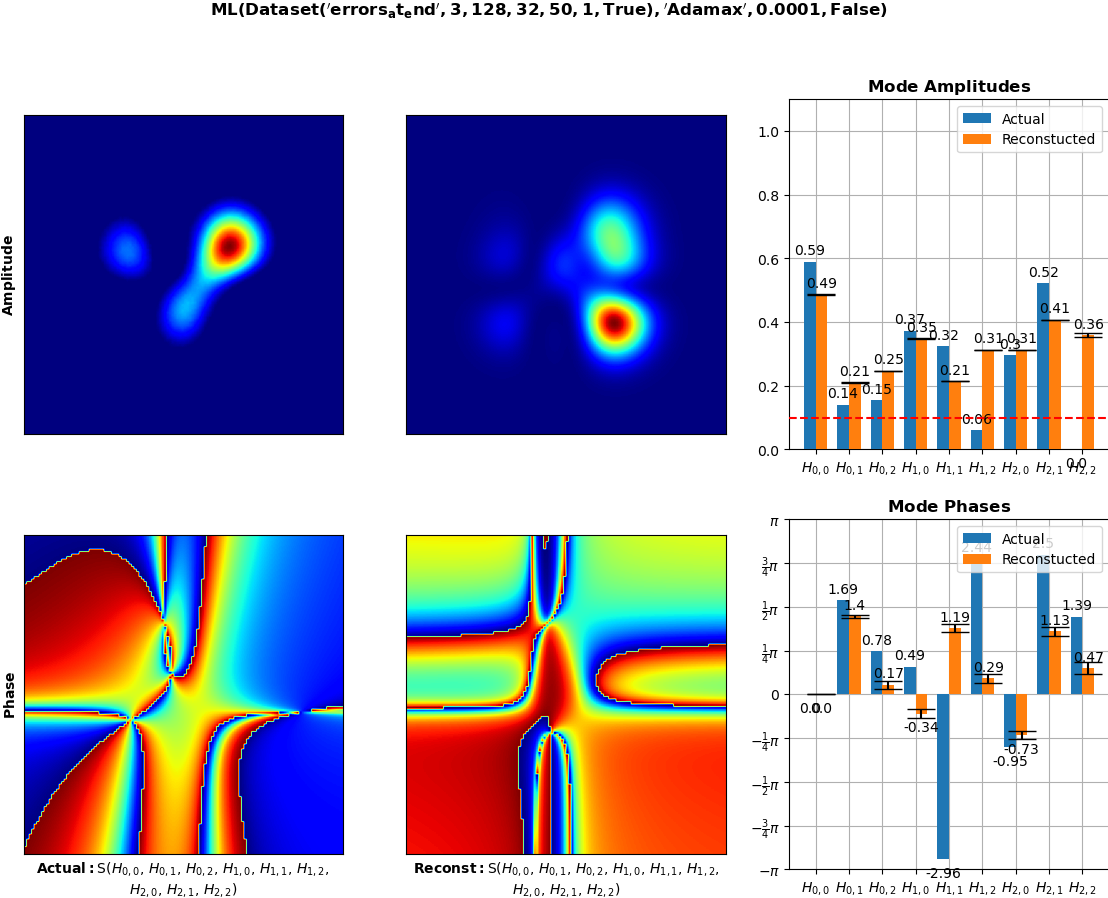 ML(Dataset('errors_at_end', 3, 128, 32, 50, 1, True), 'Adamax', 0.0001, False)
Amplitude
Mode Amplitudes
Actual
Reconstucted
1.0
0.8
0.6
0.4
0.2
0.0
0.59
0.49
0.14
0.21
0.15
0.25
0.37
0.35
0.32
0.21
0.06
0.31
0.3
0.31
0.52
0.41
0.0
0.36
H0,0 H0,1 H0,2 H1,0 H1,1 H1,2 H2,0 H2,1 H2,2
Phase
Mode Phases
Actual
Reconstucted
π
3/4π
1/2π
1/4π
0
−1/4π
−1/2π
−3/4π
−π
0.0
0.0
1.69
1.4
0.78
0.17
0.49
-0.34
-2.96
1.19
2.44
0.29
-0.95
-0.73
2.5
1.13
1.39
0.47
H0,0 H0,1 H0,2 H1,0 H1,1 H1,2 H2,0 H2,1 H2,2
Actual: S(H0,0, H0,1, H0,2, H1,0, H1,1, H1,2,
H2,0, H2,1, H2,2)
Reconst: S(H0,0, H0,1, H0,2, H1,0, H1,1, H1,2,
H2,0, H2,1, H2,2)